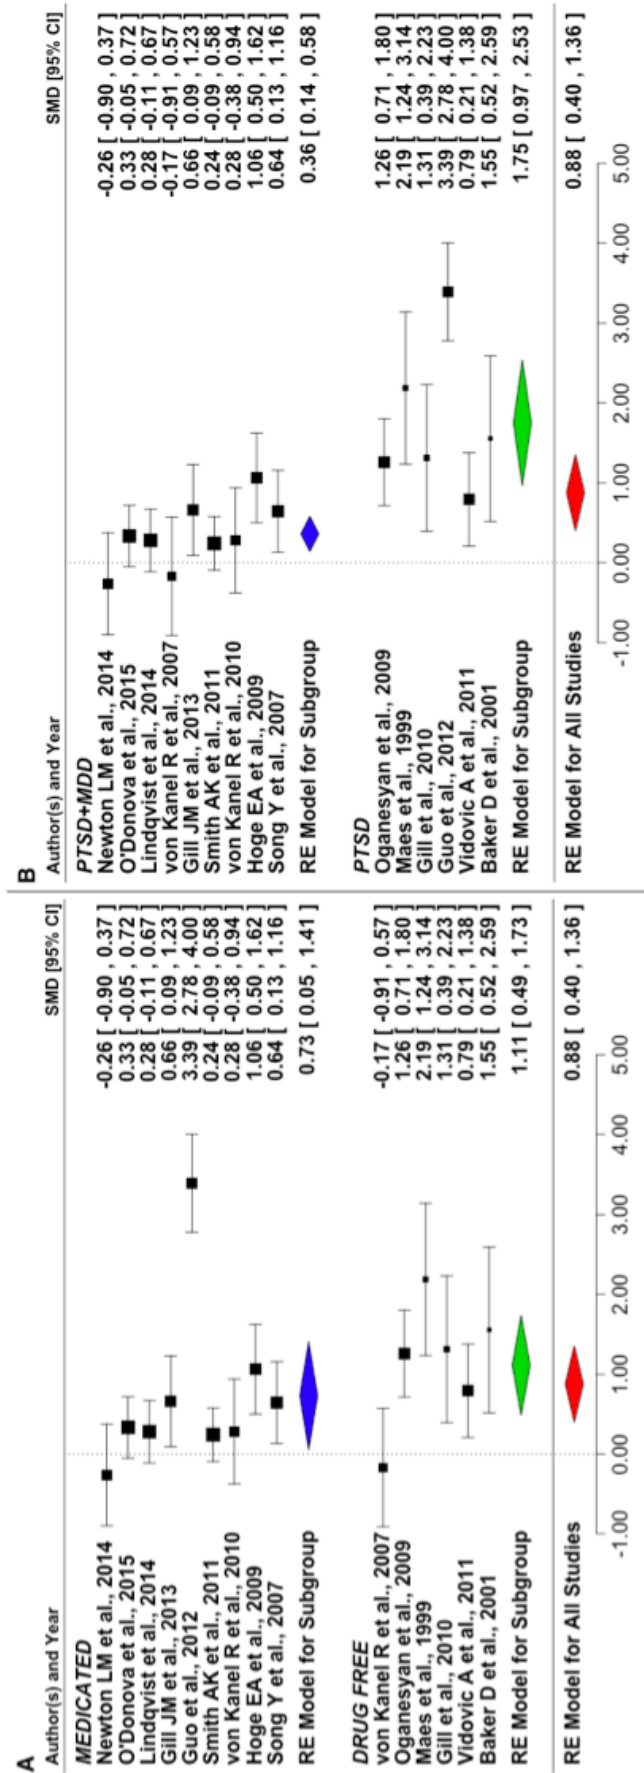 A
Author(s) and Year SMD [95% CI]
MEDICATED
Newton LM et al., 2014 -0.26 [ -0.90 , 0.37 ]
O'Donova et al., 2015 0.33 [ -0.05 , 0.72 ]
Lindqvist et al., 2014 0.28 [ -0.11 , 0.67 ]
Gill JM et al., 2013 0.66 [ 0.09 , 1.23 ]
Guo et al., 2012 3.39 [ 2.78 , 4.00 ]
Smith AK et al., 2011 0.24 [ -0.09 , 0.58 ]
von Kanel R et al., 2010 0.28 [ -0.38 , 0.94 ]
Hoge EA et al., 2009 1.06 [ 0.50 , 1.62 ]
Song Y et al., 2007 0.64 [ 0.13 , 1.16 ]
RE Model for Subgroup 0.73 [ 0.05 , 1.41 ]
DRUG FREE
von Kanel R et al., 2007 -0.17 [ -0.91 , 0.57 ]
Oganesyan et al., 2009 1.26 [ 0.71 , 1.80 ]
Maes et al., 1999 2.19 [ 1.24 , 3.14 ]
Gill et al., 2010 1.31 [ 0.39 , 2.23 ]
Vidovic A et al., 2011 0.79 [ 0.21 , 1.38 ]
Baker D et al., 2001 1.55 [ 0.52 , 2.59 ]
RE Model for Subgroup 1.11 [ 0.49 , 1.73 ]
RE Model for All Studies 0.88 [ 0.40 , 1.36 ]
-1.00 0.00 1.00 2.00 3.00 4.00 5.00
B
Author(s) and Year SMD [95% CI]
PTSD+MDD
Newton LM et al., 2014 -0.26 [ -0.90 , 0.37 ]
O'Donova et al., 2015 0.33 [ -0.05 , 0.72 ]
Lindqvist et al., 2014 0.28 [ -0.11 , 0.67 ]
von Kanel R et al., 2007 -0.17 [ -0.91 , 0.57 ]
Gill JM et al., 2013 0.66 [ 0.09 , 1.23 ]
Smith AK et al., 2011 0.24 [ -0.09 , 0.58 ]
von Kanel R et al., 2010 0.28 [ -0.38 , 0.94 ]
Hoge EA et al., 2009 1.06 [ 0.50 , 1.62 ]
Song Y et al., 2007 0.64 [ 0.13 , 1.16 ]
RE Model for Subgroup 0.36 [ 0.14 , 0.58 ]
PTSD
Oganesyan et al., 2009 1.26 [ 0.71 , 1.80 ]
Maes et al., 1999 2.19 [ 1.24 , 3.14 ]
Gill et al., 2010 1.31 [ 0.39 , 2.23 ]
Guo et al., 2012 3.39 [ 2.78 , 4.00 ]
Vidovic A et al., 2011 0.79 [ 0.21 , 1.38 ]
Baker D et al., 2001 1.55 [ 0.52 , 2.59 ]
RE Model for Subgroup 1.75 [ 0.97 , 2.53 ]
RE Model for All Studies 0.88 [ 0.40 , 1.36 ]
-1.00 0.00 1.00 2.00 3.00 4.00 5.00